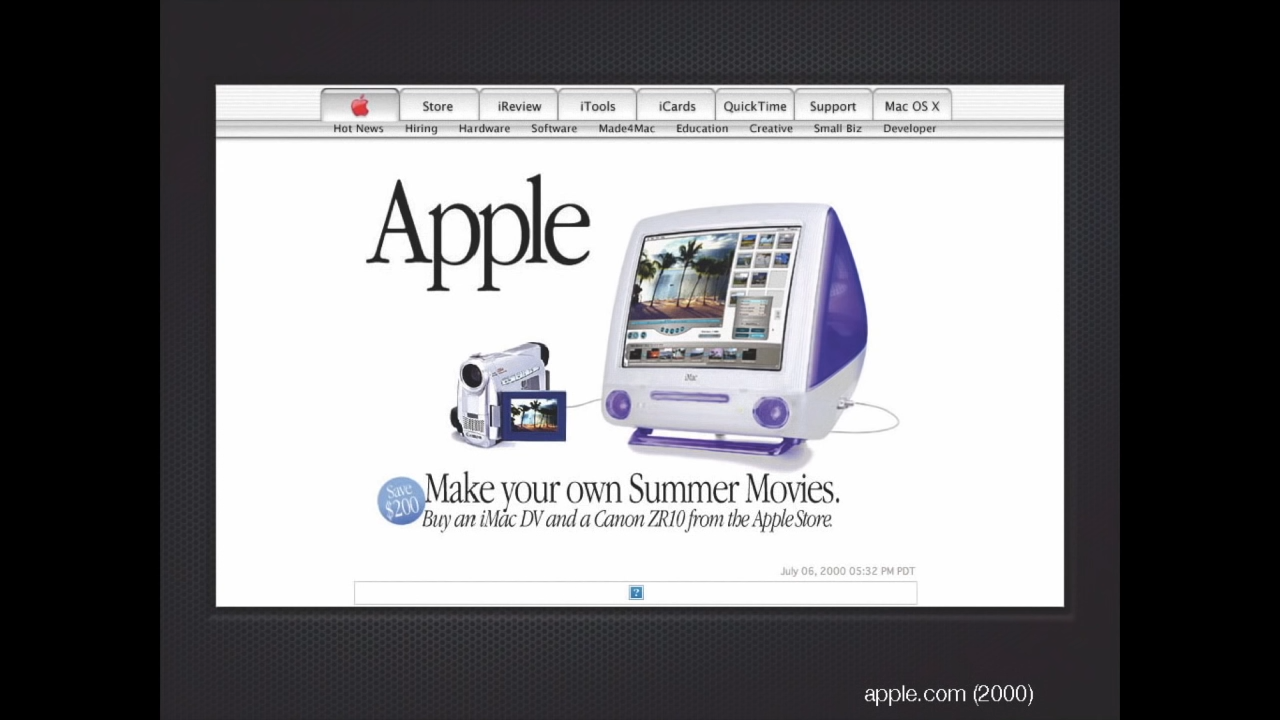 Store iReview iTools iCards QuickTime Support Mac OS X
Hot News Hiring Hardware Software Made4Mac Education Creative Small Biz Developer
Apple
iMac
Save
$200
Make your own Summer Movies.
Buy an iMac DV and a Canon ZR10 from the Apple Store.
July 06, 2000 05:32 PM PDT
?
apple.com (2000)